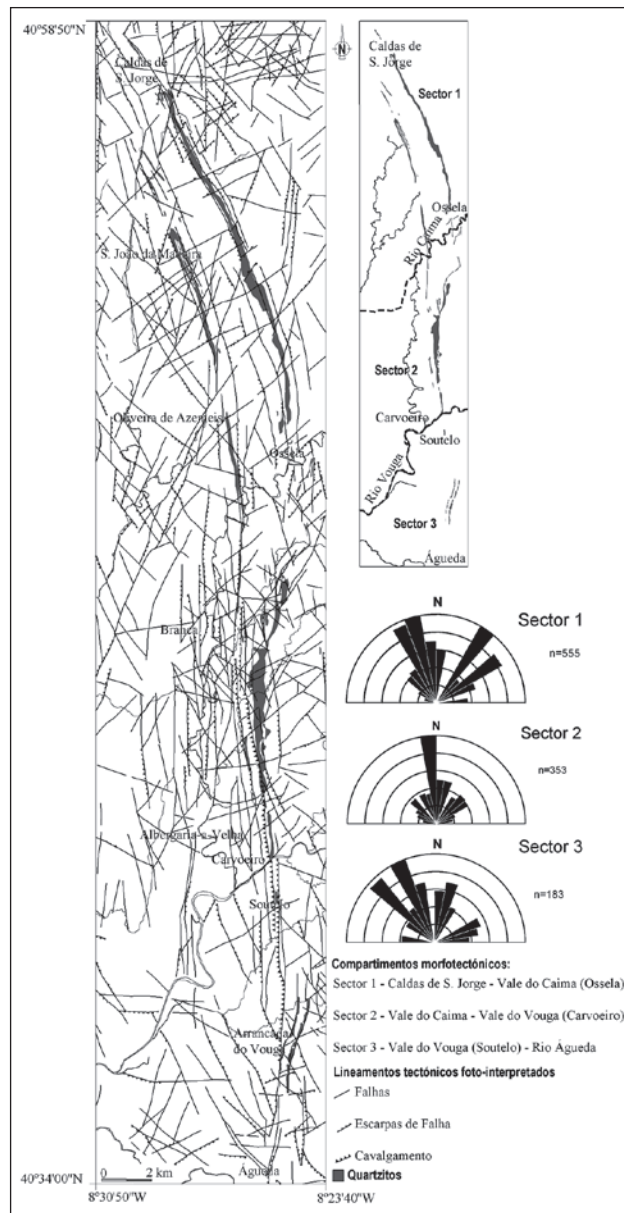 40°58'50"N
Caldas de
S. Jorge
S. João da Madeira
Oliveira de Azemeis
Ossela
Branca
Albergaria-a-Velha
Carvoeiro
Soutelo
Arrancada
do Vouga
Águeda
0 2 km
40°34'00"N
8°30'50"W
8°23'40"W
N
Caldas de
S. Jorge
Sector 1
Ossela
Rio Caima
Sector 2
Carvoeiro
Soutelo
Rio Vouga
Sector 3
Águeda
N
Sector 1
n=555
N
Sector 2
n=353
N
Sector 3
n=183
Compartimentos morfotectónicos:
Sector 1 - Caldas de S. Jorge - Vale do Caima (Ossela)
Sector 2 - Vale do Caima - Vale do Vouga (Carvoeiro)
Sector 3 - Vale do Vouga (Soutelo) - Rio Águeda
Lineamentos tectónicos foto-interpretados
Falhas
Escarpas de Falha
Cavalgamento
Quartzitos